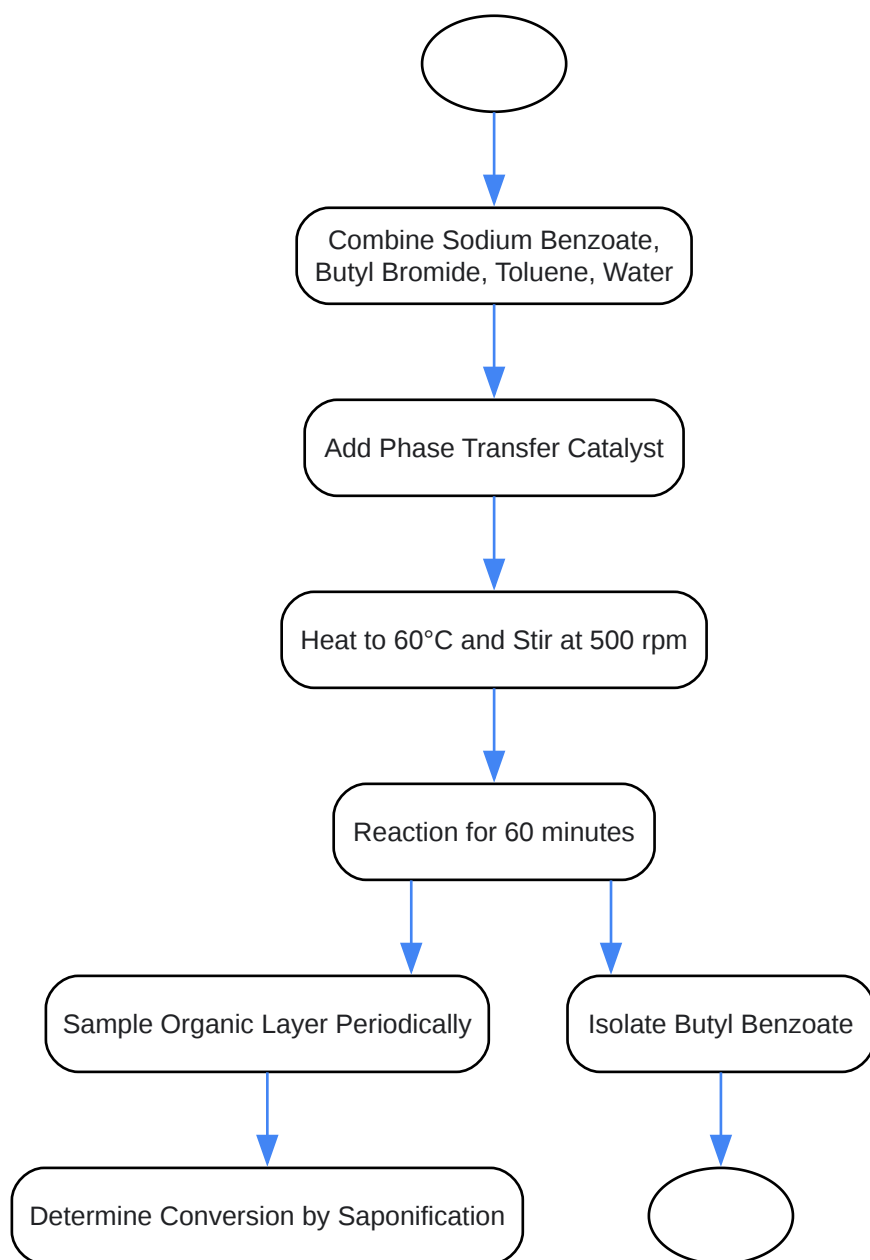 Combine Sodium Benzoate,
Butyl Bromide, Toluene, Water
Add Phase Transfer Catalyst
Heat to 60°C and Stir at 500 rpm
Reaction for 60 minutes
Sample Organic Layer Periodically
Isolate Butyl Benzoate
Determine Conversion by Saponification